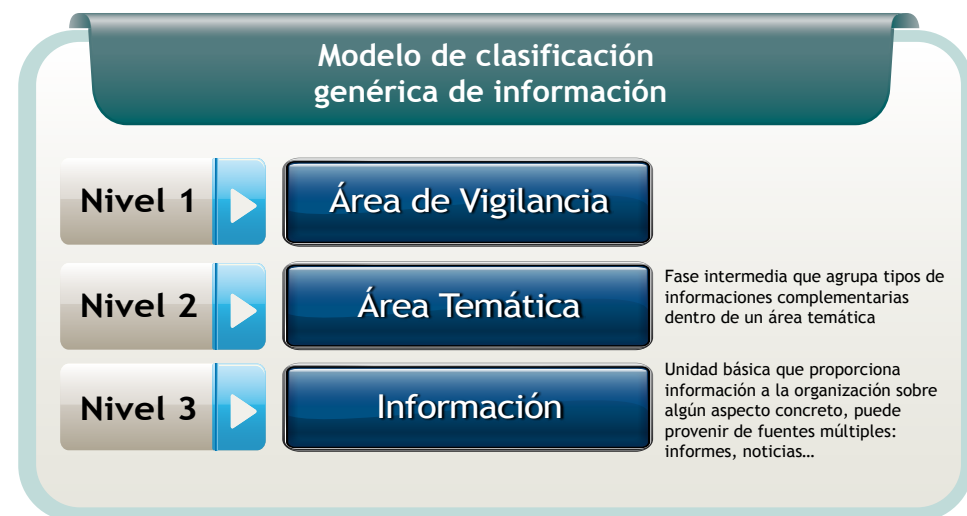 Modelo de clasificación
genérica de información
Nivel 1
Área de Vigilancia
Nivel 2
Área Temática
Fase intermedia que agrupa tipos de
informaciones complementarias
dentro de un área temática
Nivel 3
Información
Unidad básica que proporciona
información a la organización sobre
algún aspecto concreto, puede
provenir de fuentes múltiples:
informes, noticias…